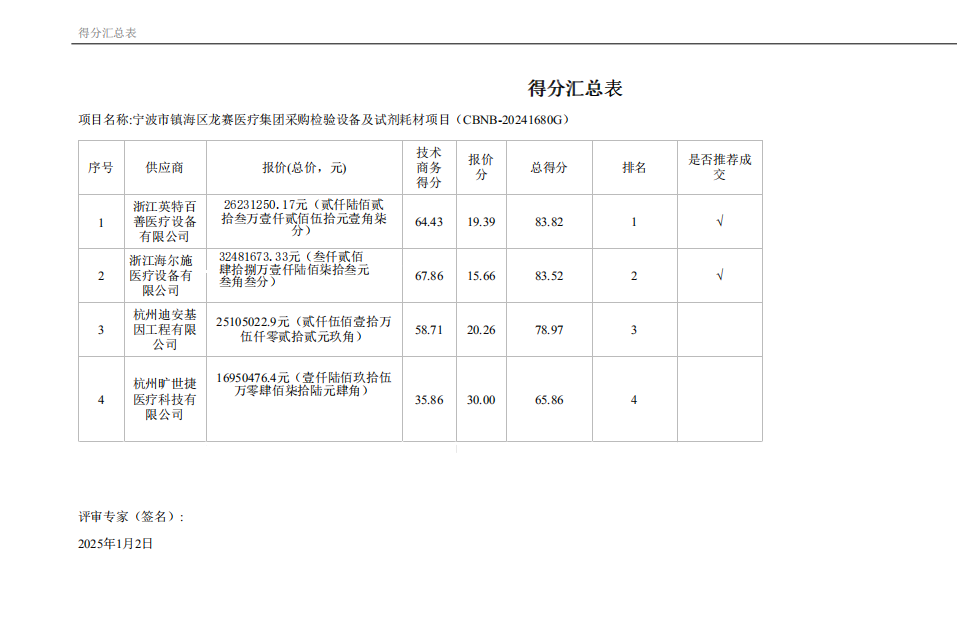 得分汇总表
得分汇总表
项目名称:宁波市镇海区龙赛医疗集团采购检验设备及试剂耗材项目（CBNB-20241680G）
序号 供应商 报价(总价，元) 技术商务得分 报价分 总得分 排名 是否推荐成交
1 浙江英特百善医疗设备有限公司 26231250.17元（贰仟陆佰贰拾叁万壹仟贰佰伍拾元壹角柒分） 64.43 19.39 83.82 1 √
2 浙江海尔施医疗设备有限公司 32481673.33元（叁仟贰佰肆拾捌万壹仟陆佰柒拾叁元叁角叁分） 67.86 15.66 83.52 2 √
3 杭州迪安基因工程有限公司 25105022.9元（贰仟伍佰壹拾万伍仟零贰拾贰元玖角） 58.71 20.26 78.97 3
4 杭州旷世捷医疗科技有限公司 16950476.4元（壹仟陆佰玖拾伍万零肆佰柒拾陆元肆角） 35.86 30.00 65.86 4
评审专家（签名）:
2025年1月2日